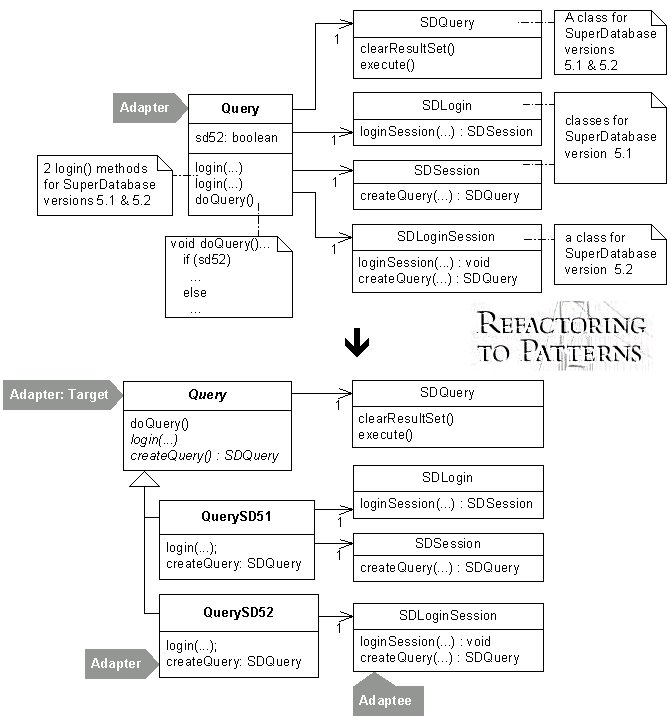 SDQuery
clearResultSet()
execute()
1
A class for
SuperDatabase
versions
5.1 & 5.2
Adapter
Query
sd52: boolean
login(...)
login(...)
doQuery()
SDLogin
loginSession(...) : SDSession
1
classes for
SuperDatabase
version 5.1
2 login() methods
for SuperDatabase
versions 5.1 & 5.2
SDSession
createQuery(...) : SDQuery
1
void doQuery()...
if (sd52)
...
else
...
SDLoginSession
loginSession(...) : void
createQuery(...) : SDQuery
1
a class for
SuperDatabase
version 5.2
REFACTORING
TO PATTERNS
Adapter: Target
Query
doQuery()
login(...)
createQuery() : SDQuery
SDQuery
clearResultSet()
execute()
1
SDLogin
loginSession(...) : SDSession
1
QuerySD51
login(...);
createQuery: SDQuery
SDSession
createQuery(...) : SDQuery
1
QuerySD52
login(...);
createQuery: SDQuery
Adapter
SDLoginSession
loginSession(...) : void
createQuery(...) : SDQuery
1
Adaptee